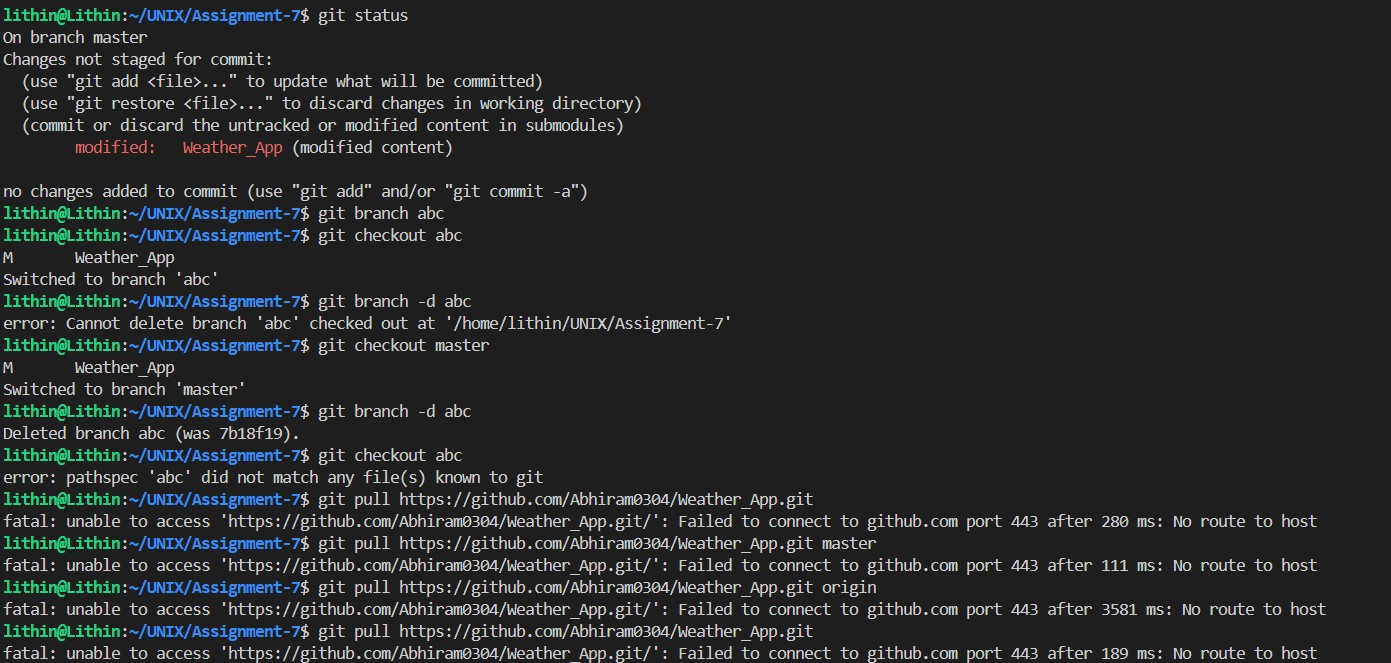 lithin@Lithin:~/UNIX/Assignment-7$ git status
On branch master
Changes not staged for commit:
  (use "git add <file>..." to update what will be committed)
  (use "git restore <file>..." to discard changes in working directory)
  (commit or discard the untracked or modified content in submodules)
        modified:   Weather_App (modified content)

no changes added to commit (use "git add" and/or "git commit -a")
lithin@Lithin:~/UNIX/Assignment-7$ git branch abc
lithin@Lithin:~/UNIX/Assignment-7$ git checkout abc
M       Weather_App
Switched to branch 'abc'
lithin@Lithin:~/UNIX/Assignment-7$ git branch -d abc
error: Cannot delete branch 'abc' checked out at '/home/lithin/UNIX/Assignment-7'
lithin@Lithin:~/UNIX/Assignment-7$ git checkout master
M       Weather_App
Switched to branch 'master'
lithin@Lithin:~/UNIX/Assignment-7$ git branch -d abc
Deleted branch abc (was 7b18f19).
lithin@Lithin:~/UNIX/Assignment-7$ git checkout abc
error: pathspec 'abc' did not match any file(s) known to git
lithin@Lithin:~/UNIX/Assignment-7$ git pull https://github.com/Abhiram0304/Weather_App.git
fatal: unable to access 'https://github.com/Abhiram0304/Weather_App.git/': Failed to connect to github.com port 443 after 280 ms: No route to host
lithin@Lithin:~/UNIX/Assignment-7$ git pull https://github.com/Abhiram0304/Weather_App.git master
fatal: unable to access 'https://github.com/Abhiram0304/Weather_App.git/': Failed to connect to github.com port 443 after 111 ms: No route to host
lithin@Lithin:~/UNIX/Assignment-7$ git pull https://github.com/Abhiram0304/Weather_App.git origin
fatal: unable to access 'https://github.com/Abhiram0304/Weather_App.git/': Failed to connect to github.com port 443 after 3581 ms: No route to host
lithin@Lithin:~/UNIX/Assignment-7$ git pull https://github.com/Abhiram0304/Weather_App.git
fatal: unable to access 'https://github.com/Abhiram0304/Weather_App.git/': Failed to connect to github.com port 443 after 189 ms: No route to host